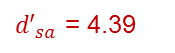 d'sa = 4.39